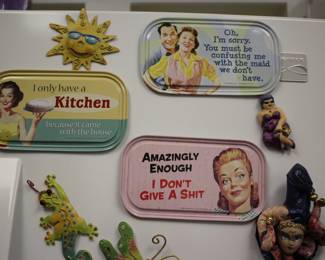 Oh,
I'm sorry.
You must be
confusing me
with the maid
we don't
have.
I only have a
Kitchen
because it came
with the house
AMAZINGLY
ENOUGH
I DON'T
GIVE A SHIT